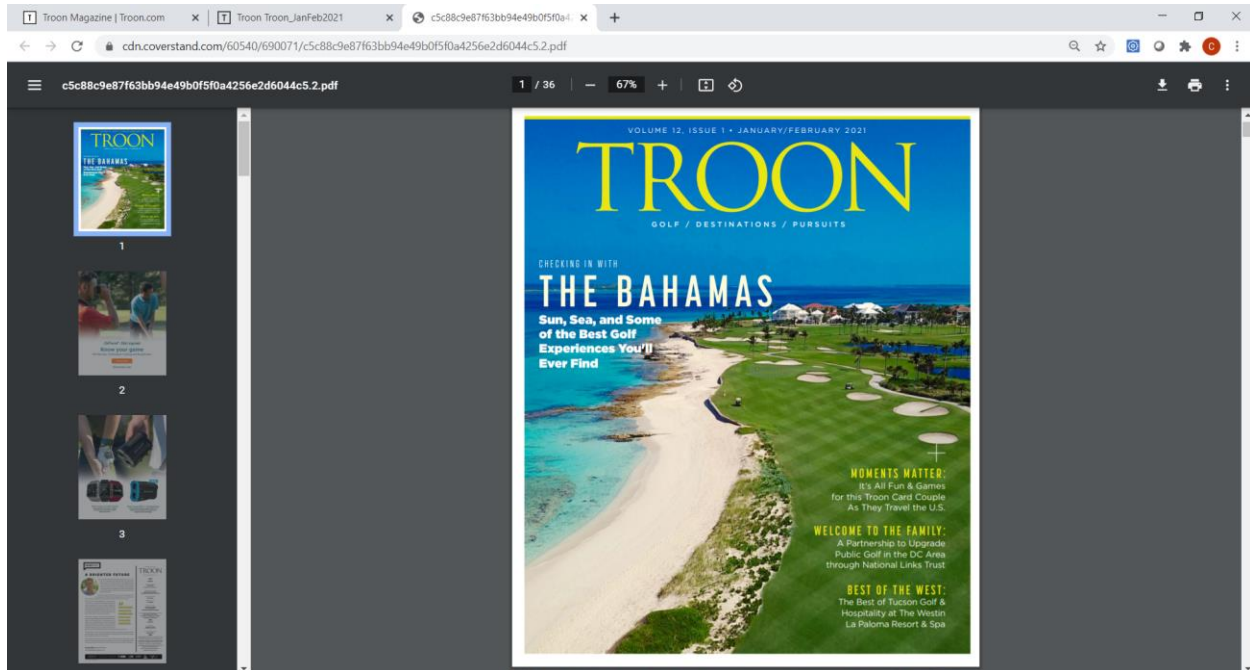 Troon Magazine | Troon.com
Troon Troon_JanFeb2021
c5c88c9e87f63bb94e49b0f5f0a4
cdn.coverstand.com/60540/690071/c5c88c9e87f63bb94e49b0f5f0a4256e2d6044c5.2.pdf
C
c5c88c9e87f63bb94e49b0f5f0a4256e2d6044c5.2.pdf
1 / 36
67%
TROON
THE BAHAMAS
1
2
3
A BRIGHTER FUTURE
TROON
VOLUME 12, ISSUE 1 • JANUARY/FEBRUARY 2021
TROON
GOLF / DESTINATIONS / PURSUITS
CHECKING IN WITH
THE BAHAMAS
Sun, Sea, and Some
of the Best Golf
Experiences You'll
Ever Find
MOMENTS MATTER:
It's All Fun & Games
for this Troon Card Couple
As They Travel the U.S.
WELCOME TO THE FAMILY:
A Partnership to Upgrade
Public Golf in the DC Area
through National Links Trust
BEST OF THE WEST:
The Best of Tucson Golf &
Hospitality at The Westin
La Paloma Resort & Spa